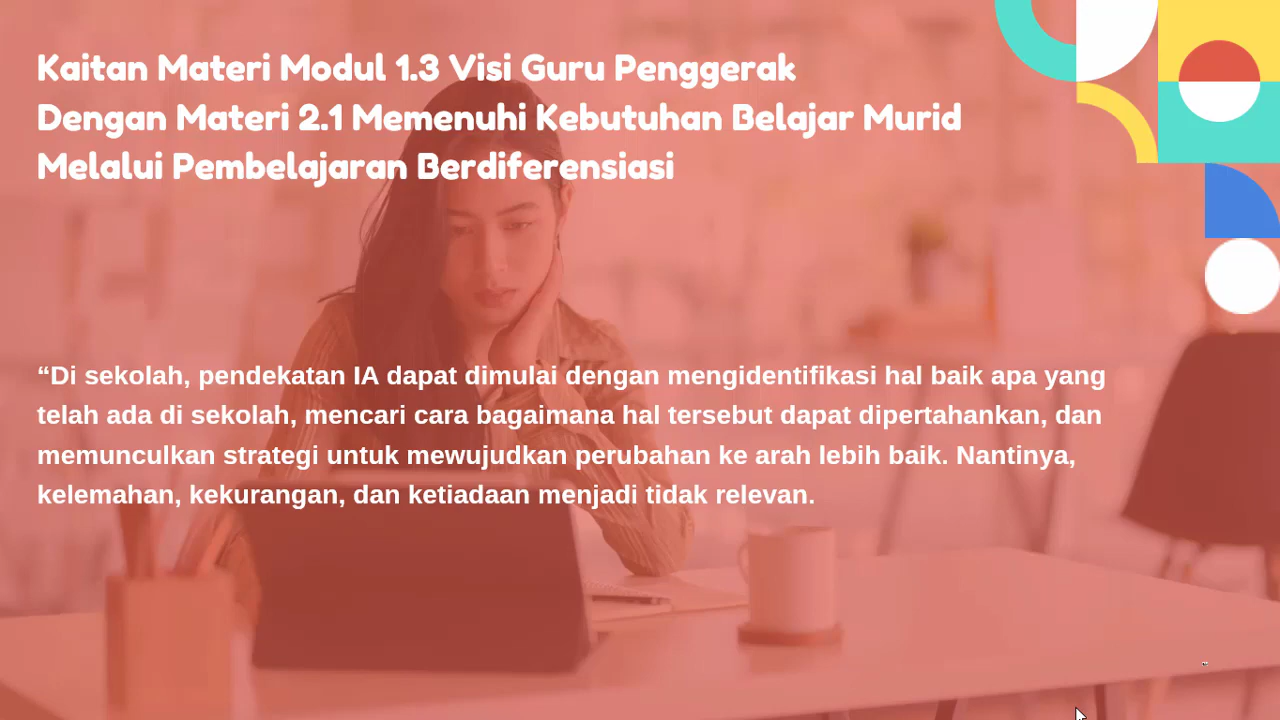 Kaitan Materi Modul 1.3 Visi Guru Penggerak
Dengan Materi 2.1 Memenuhi Kebutuhan Belajar Murid
Melalui Pembelajaran Berdiferensiasi
“Di sekolah, pendekatan IA dapat dimulai dengan mengidentifikasi hal baik apa yang
telah ada di sekolah, mencari cara bagaimana hal tersebut dapat dipertahankan, dan
memunculkan strategi untuk mewujudkan perubahan ke arah lebih baik. Nantinya,
kelemahan, kekurangan, dan ketiadaan menjadi tidak relevan.